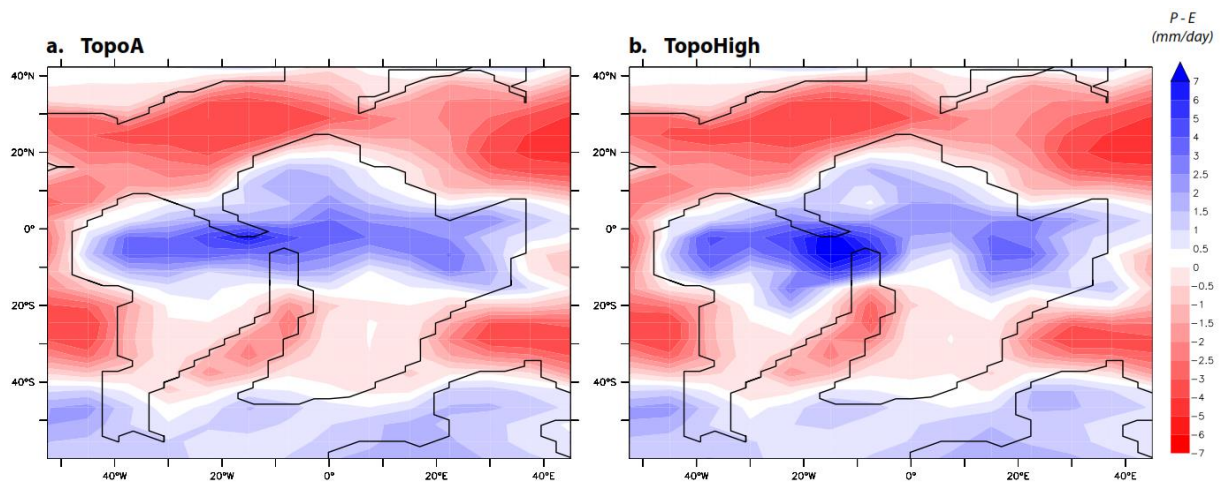 P - E
(mm/day)
a. TopoA
b. TopoHigh
40°N
20°N
0°
20°S
40°S
40°W
20°W
0°
20°E
40°E
40°N
20°N
0°
20°S
40°S
40°W
20°W
0°
20°E
40°E
7
6
5
4
3
2.5
2
1.5
1
0.5
0
−0.5
−1
−1.5
−2
−2.5
−3
−4
−5
−6
−7